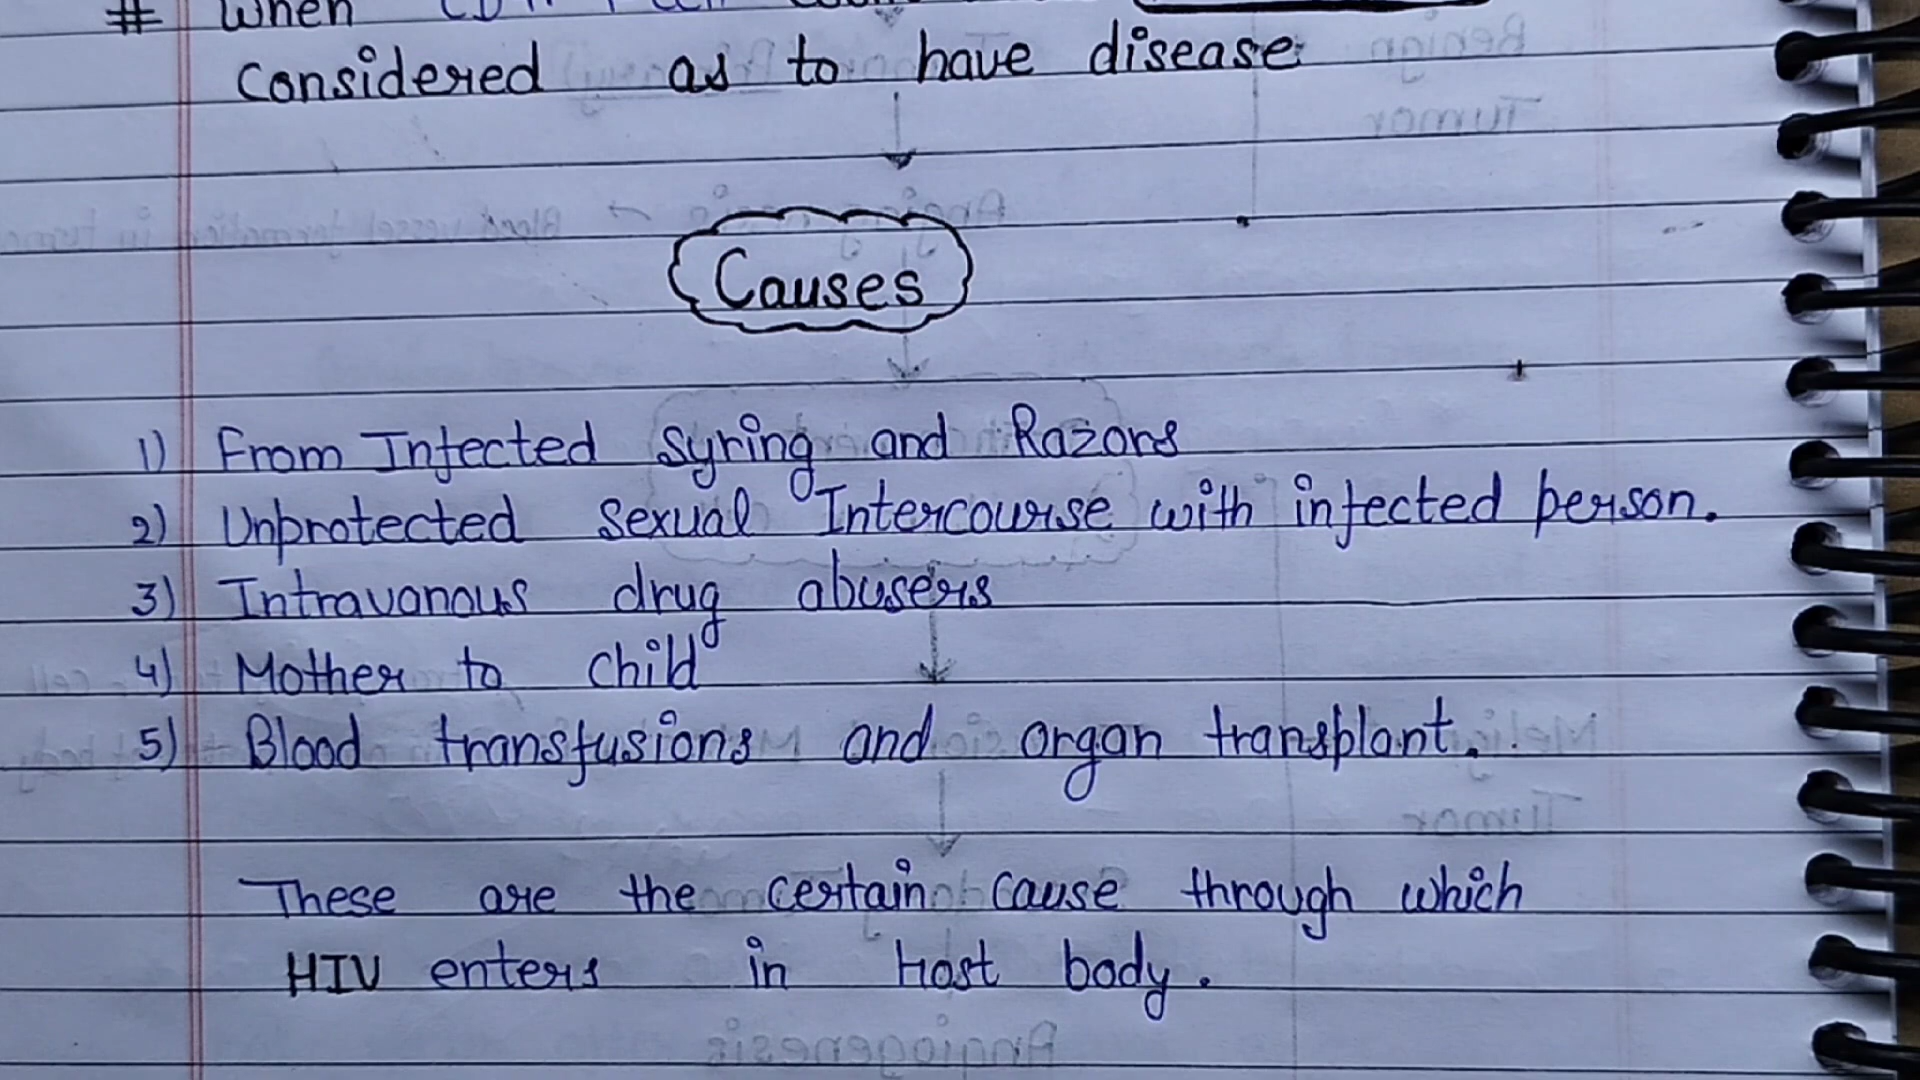 # When
Considered as to have disease
Causes
1) From Infected Syring and Razors
2) Unprotected Sexual Intercourse with infected person.
3) Intravanous drug abusers
4) Mother to child
5) Blood transfusions and organ transplant.
These are the certain cause through which
HIV enters in host body.